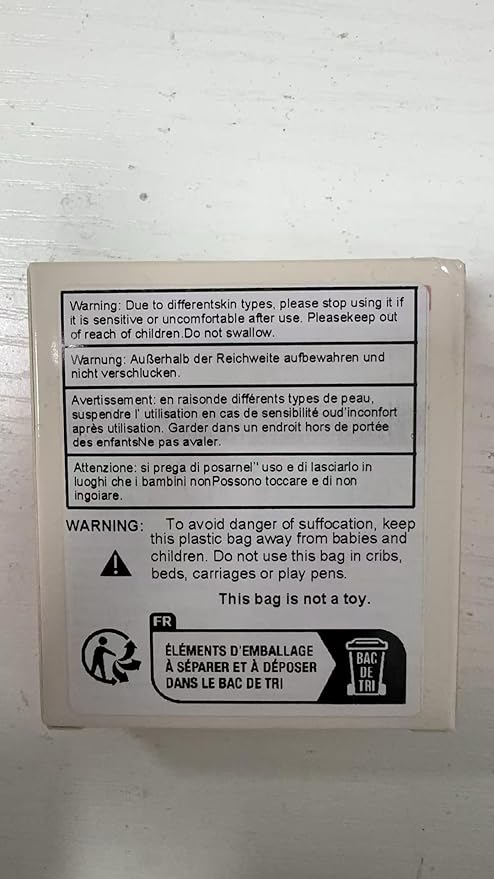 Warning: Due to differentskin types, please stop using it if
it is sensitive or uncomfortable after use. Pleasekeep out
of reach of children.Do not swallow.
Warnung: Außerhalb der Reichweite aufbewahren und
nicht verschlucken.
Avertissement: en raisonde différents types de peau,
suspendre l' utilisation en cas de sensibilité oud'inconfort
après utilisation. Garder dans un endroit hors de portée
des enfantsNe pas avaler.
Attenzione: si prega di posarnel'' uso e di lasciarlo in
luoghi che i bambini nonPossono toccare e di non
ingoiare.
WARNING: To avoid danger of suffocation, keep
this plastic bag away from babies and
children. Do not use this bag in cribs,
beds, carriages or play pens.
This bag is not a toy.
FR
ÉLÉMENTS D'EMBALLAGE
À SÉPARER ET À DÉPOSER
DANS LE BAC DE TRI
BAC
DE
TRI